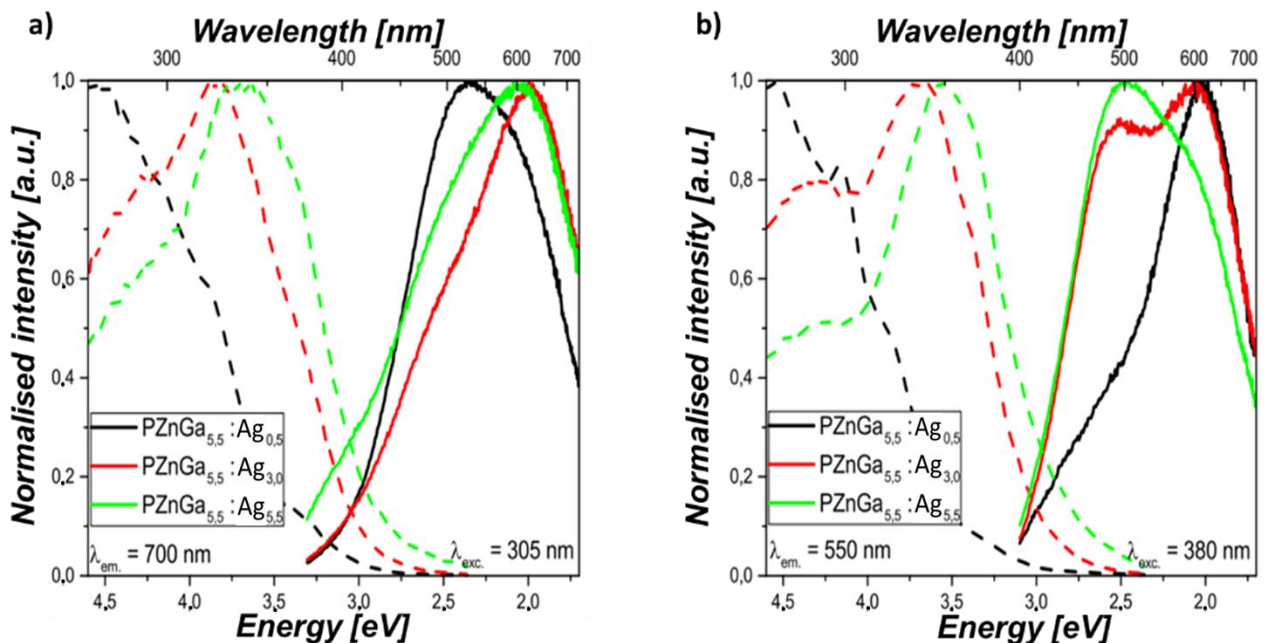 a)
Wavelength [nm]
300 400 500 600 700
Normalised intensity [a.u.]
1,0
0,8
0,6
0,4
0,2
0,0
PZnGa5,5 :Ag0,5
PZnGa5,5 :Ag3,0
PZnGa5,5 :Ag5,5
λem. = 700 nm
λexc. = 305 nm
4,5 4,0 3,5 3,0 2,5 2,0
Energy [eV]
b)
Wavelength [nm]
300 400 500 600 700
Normalised intensity [a.u.]
1,0
0,8
0,6
0,4
0,2
0,0
PZnGa5,5 :Ag0,5
PZnGa5,5 :Ag3,0
PZnGa5,5 :Ag5,5
λem. = 550 nm
λexc. = 380 nm
4,5 4,0 3,5 3,0 2,5 2,0
Energy [eV]